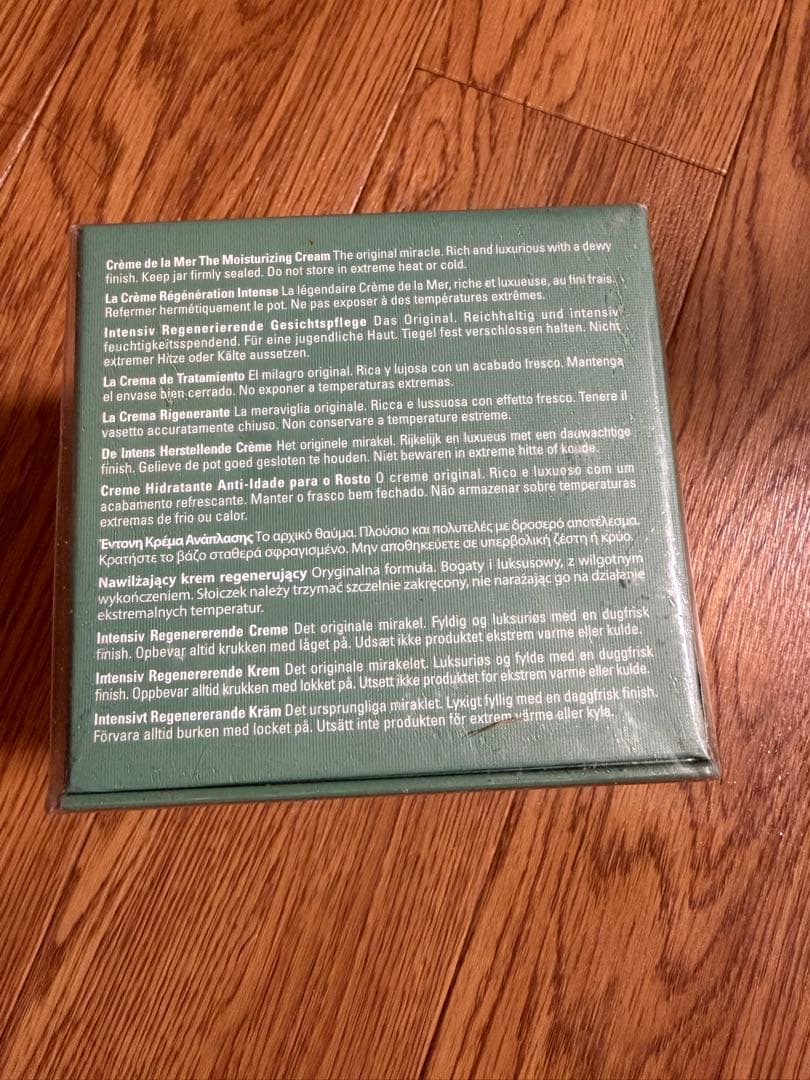 Crème de la Mer The Moisturizing Cream The original miracle. Rich and luxurious with a dewy
finish. Keep jar firmly sealed. Do not store in extreme heat or cold.
La Crème Régénération Intense La légendaire Crème de la Mer, riche et luxueuse, au fini frais.
Refermer hermétiquement le pot. Ne pas exposer à des températures extrêmes.
Intensiv Regenerierende Gesichtspflege Das Original. Reichhaltig und intensiv
feuchtigkeitsspendend. Für eine jugendliche Haut. Tiegel fest verschlossen halten. Nicht
extremer Hitze oder Kälte aussetzen.
La Crema de Tratamiento El milagro original. Rica y lujosa con un acabado fresco. Mantenga
el envase bien cerrado. No exponer a temperaturas extremas.
La Crema Rigenerante La meraviglia originale. Ricca e lussuosa con effetto fresco. Tenere il
vasetto accuratamente chiuso. Non conservare a temperature estreme.
De Intens Herstellende Crème Het originele mirakel. Rijkelijk en luxueus met een dauwachtige
finish. Gelieve de pot goed gesloten te houden. Niet bewaren in extreme hitte of koude.
Creme Hidratante Anti-Idade para o Rosto O creme original. Rico e luxuoso com um
acabamento refrescante. Manter o frasco bem fechado. Não armazenar sobre temperaturas
extremas de frio ou calor.
Έντονη Κρέμα Ανάπλασης Το αρχικό θαύμα. Πλούσιο και πολυτελές με δροσερό αποτέλεσμα.
Κρατήστε το βάζο σταθερά σφραγισμένο. Μην αποθηκεύετε σε υπερβολική ζέστη ή κρύο.
Nawilżający krem regenerujący Oryginalna formuła. Bogaty i luksusowy, z wilgotnym
wykończeniem. Słoiczek należy trzymać szczelnie zakręcony, nie narażając go na działanie
ekstremalnych temperatur.
Intensiv Regenererende Creme Det originale mirakel. Fyldig og luksuriøs med en dugfrisk
finish. Opbevar altid krukken med låget på. Udsæt ikke produktet ekstrem varme eller kulde.
Intensiv Regenererende Krem Det originale mirakelet. Luksuriøs og fylde med en duggfrisk
finish. Oppbevar alltid krukken med lokket på. Utsett ikke produktet for ekstrem varme eller kulde.
Intensivt Regenererande Kräm Det ursprungliga miraklet. Lyxigt fyllig med en daggfrisk finish.
Förvara alltid burken med locket på. Utsätt inte produkten för extrem värme eller kyla.